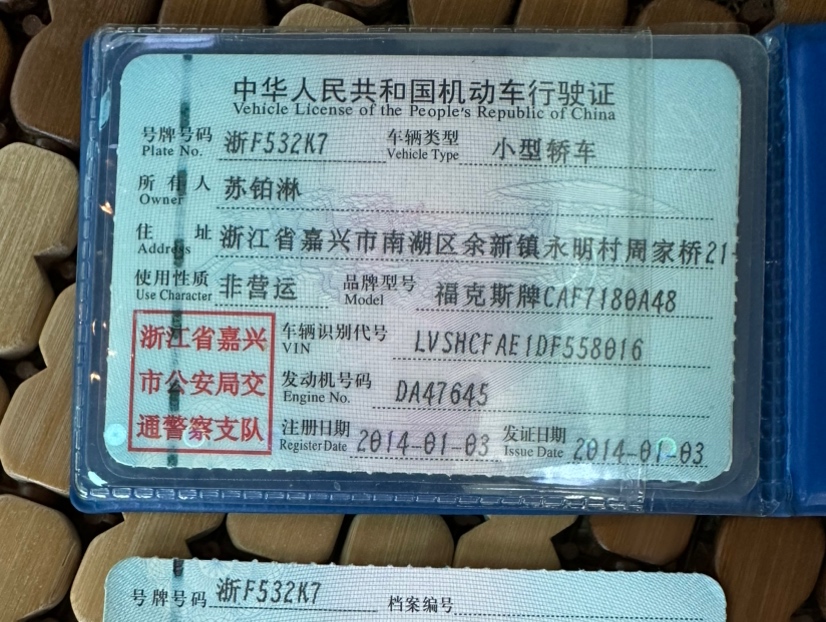 中华人民共和国机动车行驶证
Vehicle License of the People's Republic of China
号牌号码 浙F532K7 车辆类型 小型轿车
Plate No. Vehicle Type
所有人 苏铂淋
Owner
住址 浙江省嘉兴市南湖区余新镇永明村周家桥21-
Address
使用性质 非营运 品牌型号 福克斯牌CAF7180A48
Use Character Model
浙江省嘉兴
市公安局交
通警察支队
车辆识别代号 LVSHCFAE1DF558016
VIN
发动机号码 DA47645
Engine No.
注册日期 2014-01-03 发证日期 2014-01-03
Register Date Issue Date
号牌号码 浙F532K7 档案编号